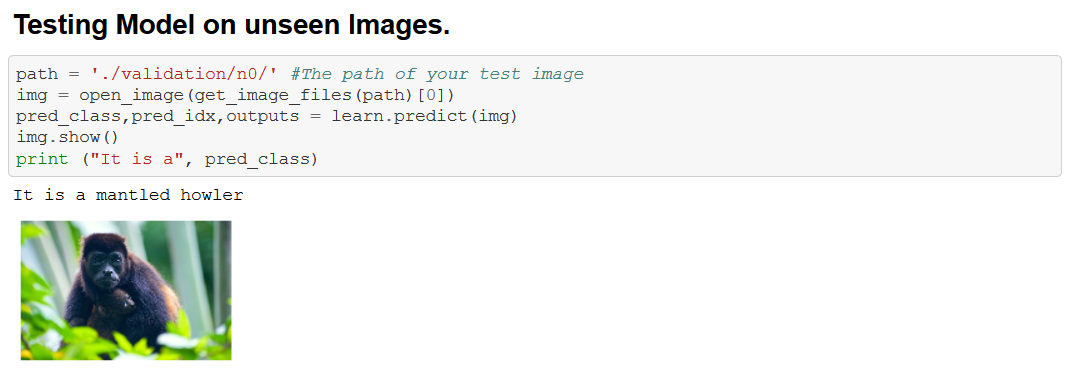 Testing Model on unseen Images.
path = './validation/n0/' #The path of your test image
img = open_image(get_image_files(path)[0])
pred_class,pred_idx,outputs = learn.predict(img)
img.show()
print ("It is a", pred_class)
It is a mantled howler